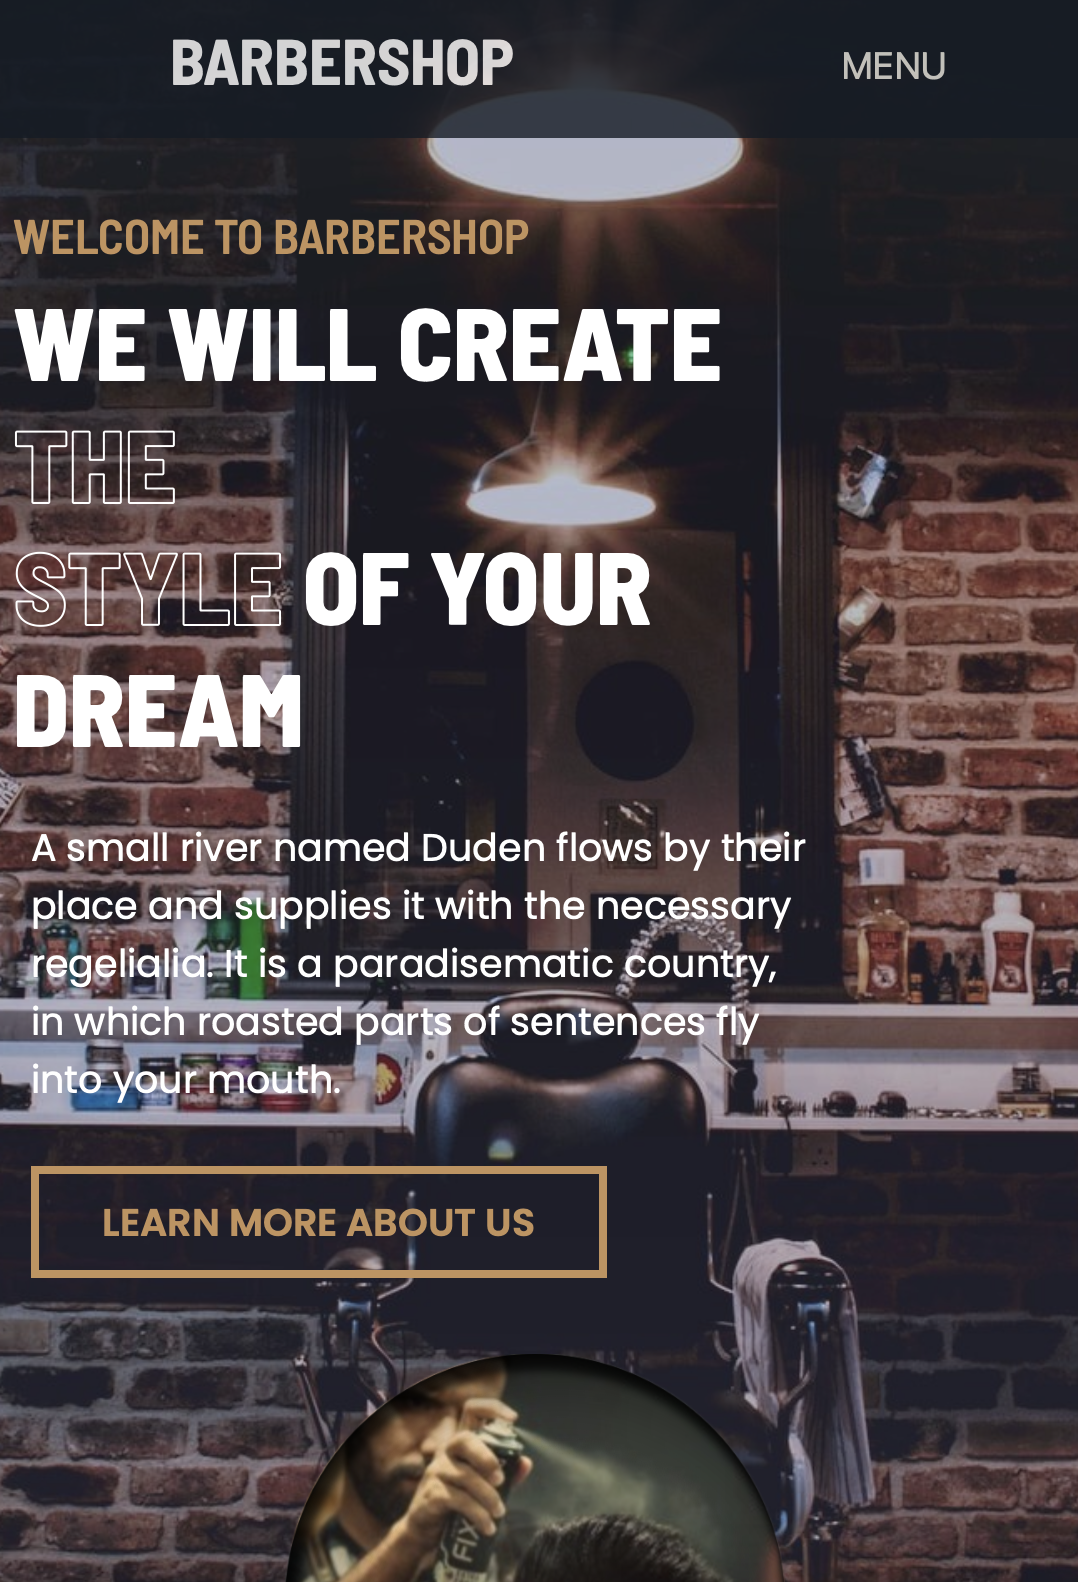 BARBERSHOP MENU
WELCOME TO BARBERSHOP
WE WILL CREATE
THE
STYLE OF YOUR
DREAM
A small river named Duden flows by their
place and supplies it with the necessary
regelialia. It is a paradisematic country,
in which roasted parts of sentences fly
into your mouth.
LEARN MORE ABOUT US
FIX